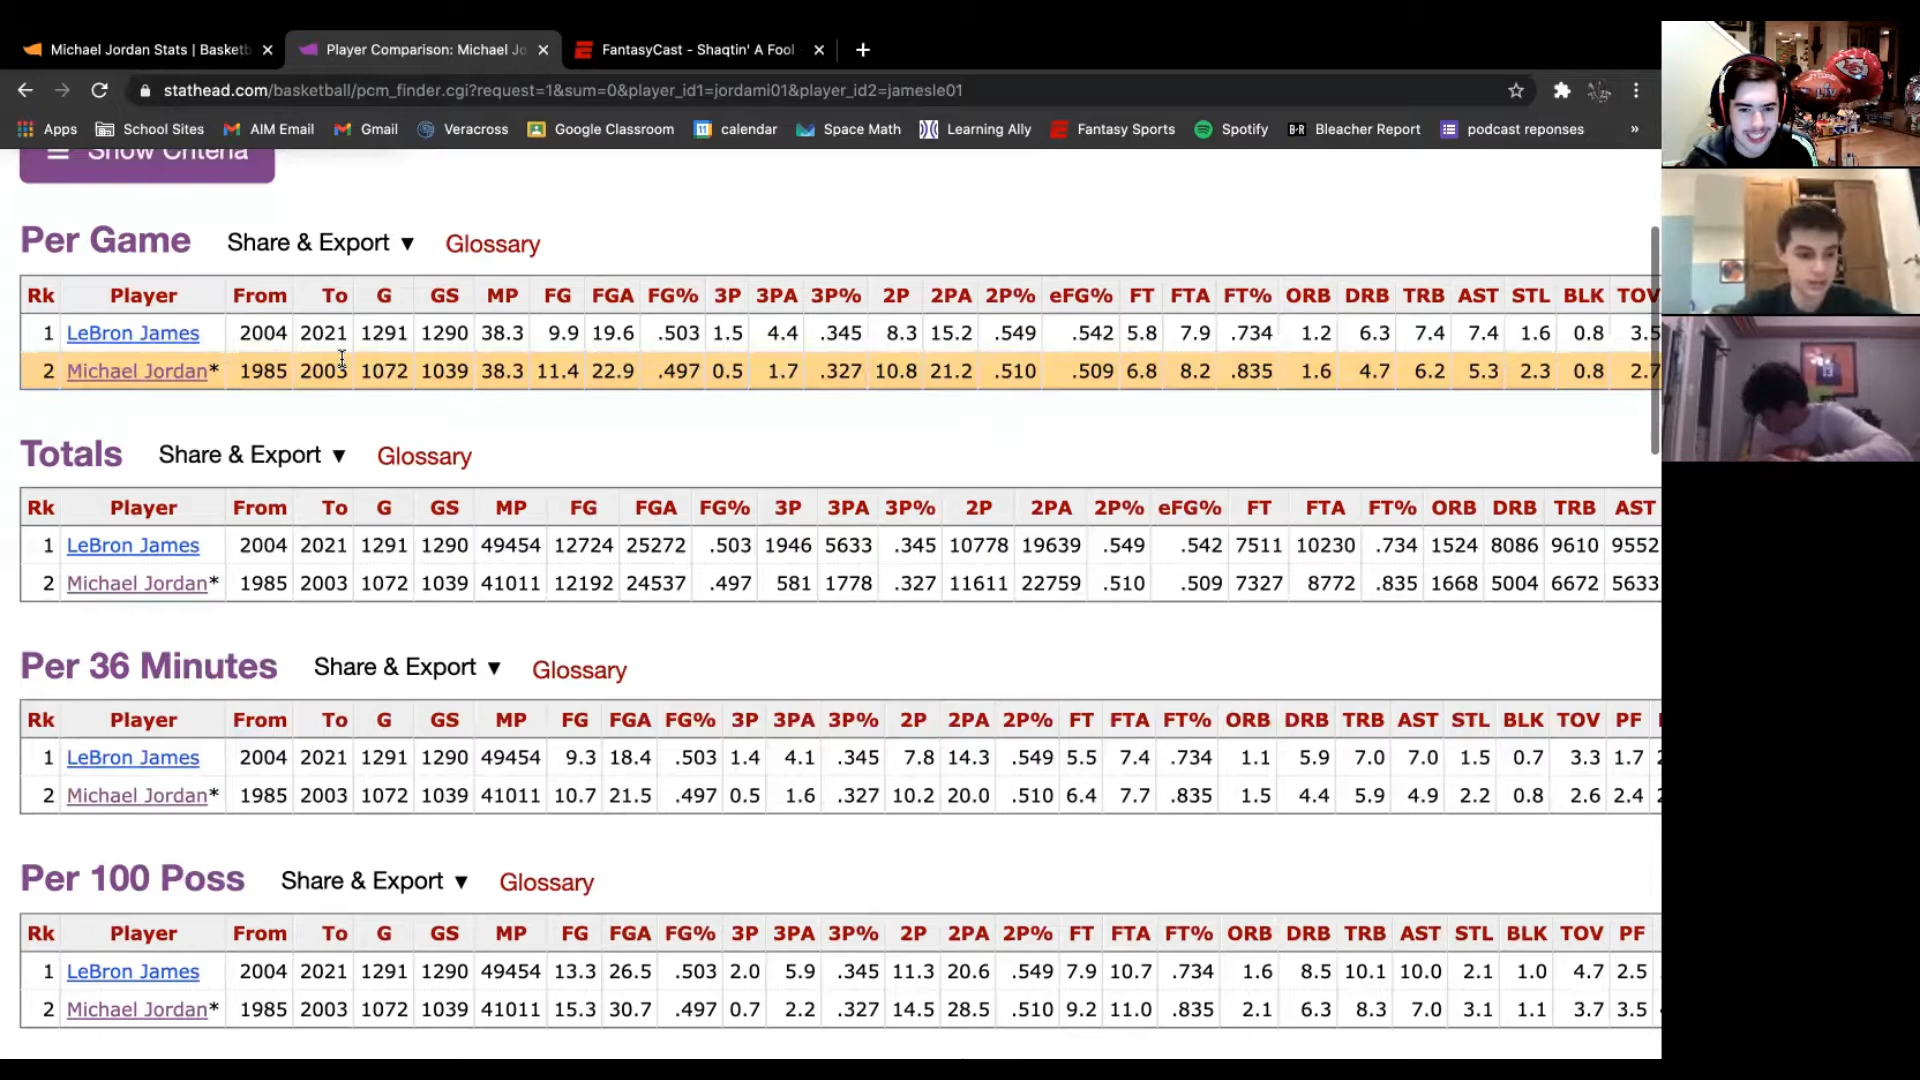 Michael Jordan Stats | Basketb Player Comparison: Michael Jo FantasyCast - Shaqtin' A Fool
stathead.com/basketball/pcm_finder.cgi?request=1&sum=0&player_id1=jordami01&player_id2=jamesle01
Apps School Sites AIM Email Gmail Veracross Google Classroom calendar Space Math Learning Ally Fantasy Sports Spotify B·R Bleacher Report podcast reponses »
Show Criteria
Per Game Share & Export ▼ Glossary
Rk Player From To G GS MP FG FGA FG% 3P 3PA 3P% 2P 2PA 2P% eFG% FT FTA FT% ORB DRB TRB AST STL BLK TOV
1 LeBron James 2004 2021 1291 1290 38.3 9.9 19.6 .503 1.5 4.4 .345 8.3 15.2 .549 .542 5.8 7.9 .734 1.2 6.3 7.4 7.4 1.6 0.8 3.5
2 Michael Jordan* 1985 2003 1072 1039 38.3 11.4 22.9 .497 0.5 1.7 .327 10.8 21.2 .510 .509 6.8 8.2 .835 1.6 4.7 6.2 5.3 2.3 0.8 2.7
Totals Share & Export ▼ Glossary
Rk Player From To G GS MP FG FGA FG% 3P 3PA 3P% 2P 2PA 2P% eFG% FT FTA FT% ORB DRB TRB AST
1 LeBron James 2004 2021 1291 1290 49454 12724 25272 .503 1946 5633 .345 10778 19639 .549 .542 7511 10230 .734 1524 8086 9610 9552
2 Michael Jordan* 1985 2003 1072 1039 41011 12192 24537 .497 581 1778 .327 11611 22759 .510 .509 7327 8772 .835 1668 5004 6672 5633
Per 36 Minutes Share & Export ▼ Glossary
Rk Player From To G GS MP FG FGA FG% 3P 3PA 3P% 2P 2PA 2P% FT FTA FT% ORB DRB TRB AST STL BLK TOV PF
1 LeBron James 2004 2021 1291 1290 49454 9.3 18.4 .503 1.4 4.1 .345 7.8 14.3 .549 5.5 7.4 .734 1.1 5.9 7.0 7.0 1.5 0.7 3.3 1.7
2 Michael Jordan* 1985 2003 1072 1039 41011 10.7 21.5 .497 0.5 1.6 .327 10.2 20.0 .510 6.4 7.7 .835 1.5 4.4 5.9 4.9 2.2 0.8 2.6 2.4
Per 100 Poss Share & Export ▼ Glossary
Rk Player From To G GS MP FG FGA FG% 3P 3PA 3P% 2P 2PA 2P% FT FTA FT% ORB DRB TRB AST STL BLK TOV PF
1 LeBron James 2004 2021 1291 1290 49454 13.3 26.5 .503 2.0 5.9 .345 11.3 20.6 .549 7.9 10.7 .734 1.6 8.5 10.1 10.0 2.1 1.0 4.7 2.5
2 Michael Jordan* 1985 2003 1072 1039 41011 15.3 30.7 .497 0.7 2.2 .327 14.5 28.5 .510 9.2 11.0 .835 2.1 6.3 8.3 7.0 3.1 1.1 3.7 3.5